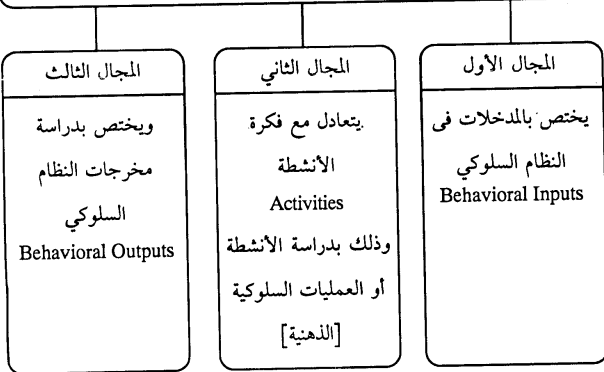 المجال الأول
يختص بالمدخلات فى
النظام السلوكي
Behavioral Inputs
المجال الثاني
يتعادل مع فكرة
الأنشطة
Activities
وذلك بدراسة الأنشطة
أو العمليات السلوكية
[الذهنية]
المجال الثالث
ويختص بدراسة
مخرجات النظام
السلوكي
Behavioral Outputs